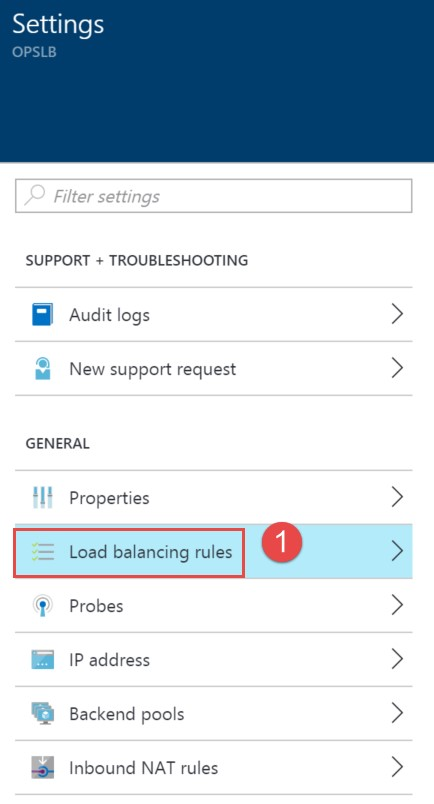 Settings
OPSLB
Filter settings
SUPPORT + TROUBLESHOOTING
Audit logs
New support request
GENERAL
Properties
Load balancing rules
1
Probes
IP address
Backend pools
Inbound NAT rules